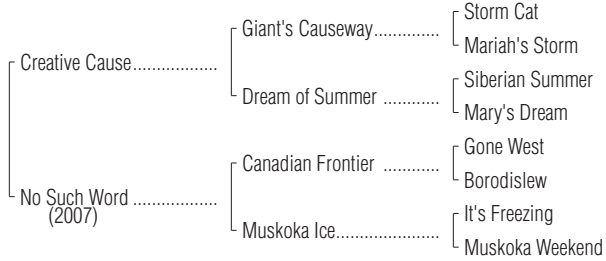 Storm Cat
Giant's Causeway..............
Mariah's Storm
Creative Cause..................
Siberian Summer
Dream of Summer ............
Mary's Dream
Gone West
Canadian Frontier ............
Borodislew
No Such Word ..................
(2007)
It's Freezing
Muskoka Ice......................
Muskoka Weekend